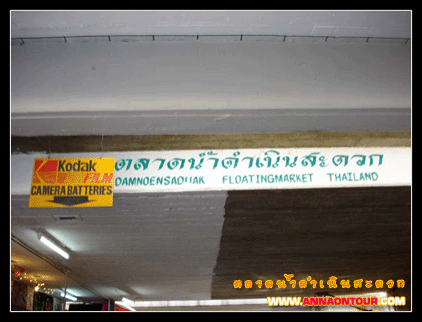 ตลาดน้ำดำเนินสะดวก
DAMNOENSADUAK FLOATINGMARKET THAILAND
Kodak
FILM
CAMERA BATTERIES
ตลาดน้ำดำเนินสะดวก
WWW.ANNAONTOUR.COM